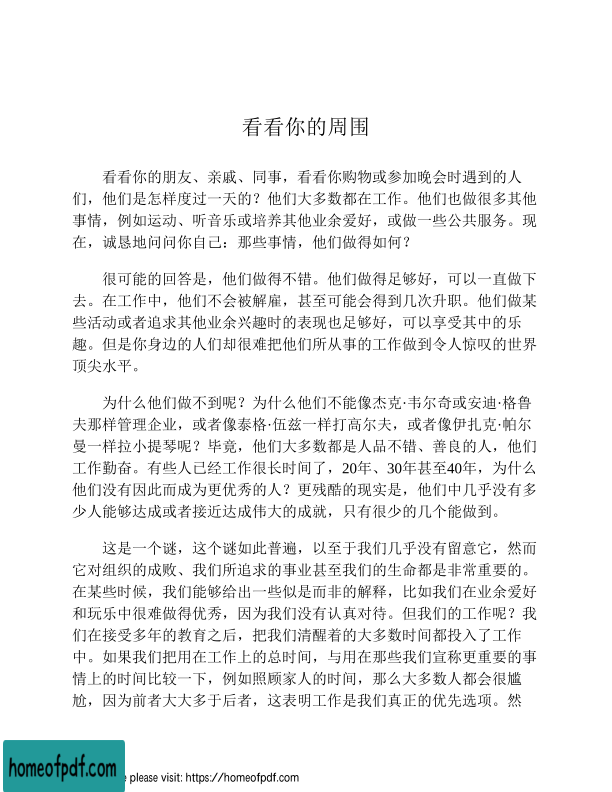 看看你的周围
看看你的朋友、亲戚、同事，看看你购物或参加晚会时遇到的人
们，他们是怎样度过一天的？他们大多数都在工作。他们也做很多其他
事情，例如运动、听音乐或培养其他业余爱好，或做一些公共服务。现
在，诚恳地问问你自己：那些事情，他们做得如何？
很可能的回答是，他们做得不错。他们做得足够好，可以一直做下
去。在工作中，他们不会被解雇，甚至可能会得到几次升职。他们做某
些活动或者追求其他业余兴趣时的表现也足够好，可以享受其中的乐
趣。但是你身边的人们却很难把他们所从事的工作做到令人惊叹的世界
顶尖水平。
为什么他们做不到呢？为什么他们不能像杰克·韦尔奇或安迪·格鲁
夫那样管理企业，或者像泰格·伍兹一样打高尔夫，或者像伊扎克·帕尔
曼一样拉小提琴呢？毕竟，他们大多数都是人品不错、善良的人，他们
工作勤奋。有些人已经工作很长时间了，20年、30年甚至40年，为什么
他们没有因此而成为更优秀的人？更残酷的现实是，他们中几乎没有多
少人能够达成或者接近达成伟大的成就，只有很少的几个能做到。
这是一个谜，这个谜如此普遍，以至于我们几乎没有留意它，然而
它对组织的成败、我们所追求的事业甚至我们的生命都是非常重要的。
在某些时候，我们能够给出一些似是而非的解释，比如我们在业余爱好
和玩乐中很难做得优秀，因为我们没有认真对待。但我们的工作呢？我
们在接受多年的教育之后，把我们清醒着的大多数时间都投入了工作
中。如果我们把用在工作上的总时间，与用在那些我们宣称更重要的事
情上的时间比较一下，例如照顾家人的时间，那么大多数人都会很尴
尬，因为前者大大多于后者，这表明工作是我们真正的优先选项。然
homeofpdf.com
e please visit: https://homeofpdf.com